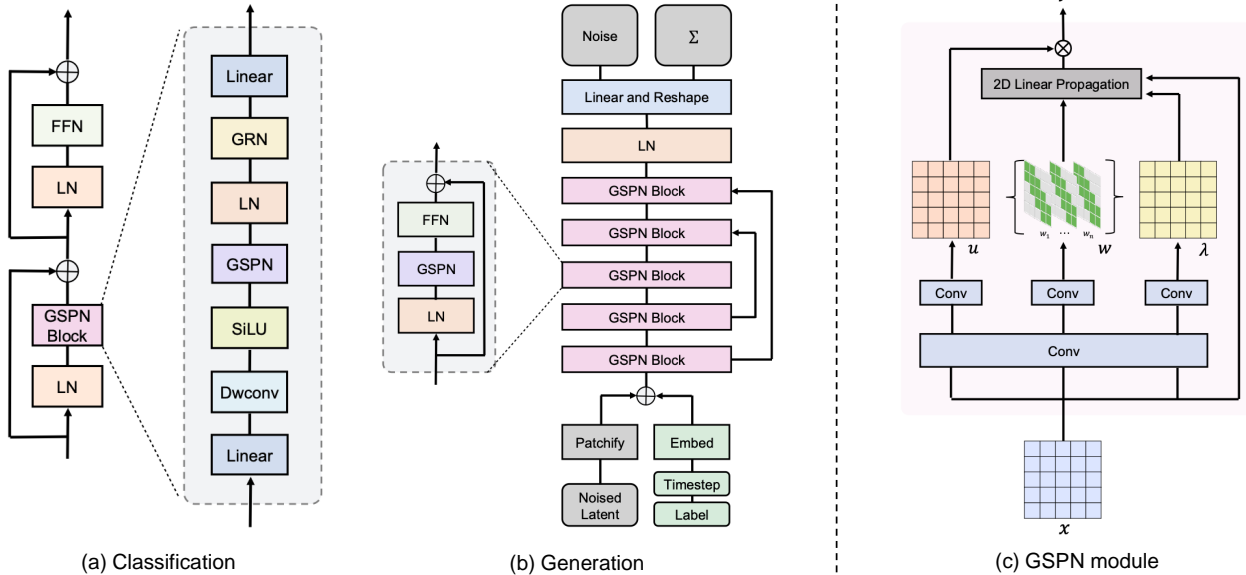 FFN
LN
GSPN
Block
LN
Linear
GRN
LN
GSPN
SiLU
Dwconv
Linear
(a) Classification
Noise
Σ
Linear and Reshape
LN
GSPN Block
GSPN Block
GSPN Block
GSPN Block
GSPN Block
FFN
GSPN
LN
Patchify
Embed
Noised
Latent
Timestep
Label
(b) Generation
2D Linear Propagation
w₁ ... wₙ
u
w
λ
Conv
Conv
Conv
Conv
x
(c) GSPN module